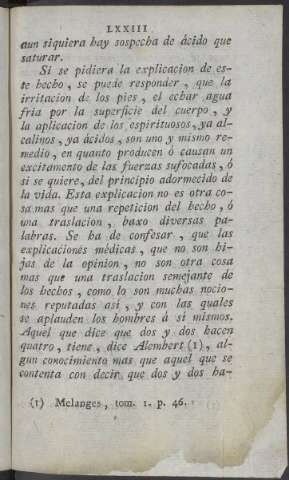 LXXIII
aun siquiera hay sospecha de ácido que
saturar.
Si se pidiera la explicacion de es-
te hecho, se puede responder, que la
irritacion de los pies, el echar agua
fria por la superficie del cuerpo, y
la aplicacion de los espirituosos, ya al-
calinos, ya ácidos, son uno y mismo re-
medio, en quanto producen ó causan un
excitamento de las fuerzas sufocadas, ó
si se quiere, del principio adormecido de
la vida. Esta explicacion no es otra co-
sa mas que una repeticion del hecho, ó
una traslacion, baxo diversas pa-
labras. Se ha de confesar, que las
explicaciones médicas, que no son hi-
jas de la opinion, no son otra cosa
mas que una traslacion semejante de
los hechos, como lo son muchas nocio-
nes reputadas asi, y con las quales
se aplauden los hombres á si mismos.
Aquel que dice que dos y dos hacen
quatro, tiene, dice Alembert (1), al-
gun conocimiento mas que aquel que se
contenta con decir que dos y dos ha-
(1) Melanges, tom. 1. p. 46.